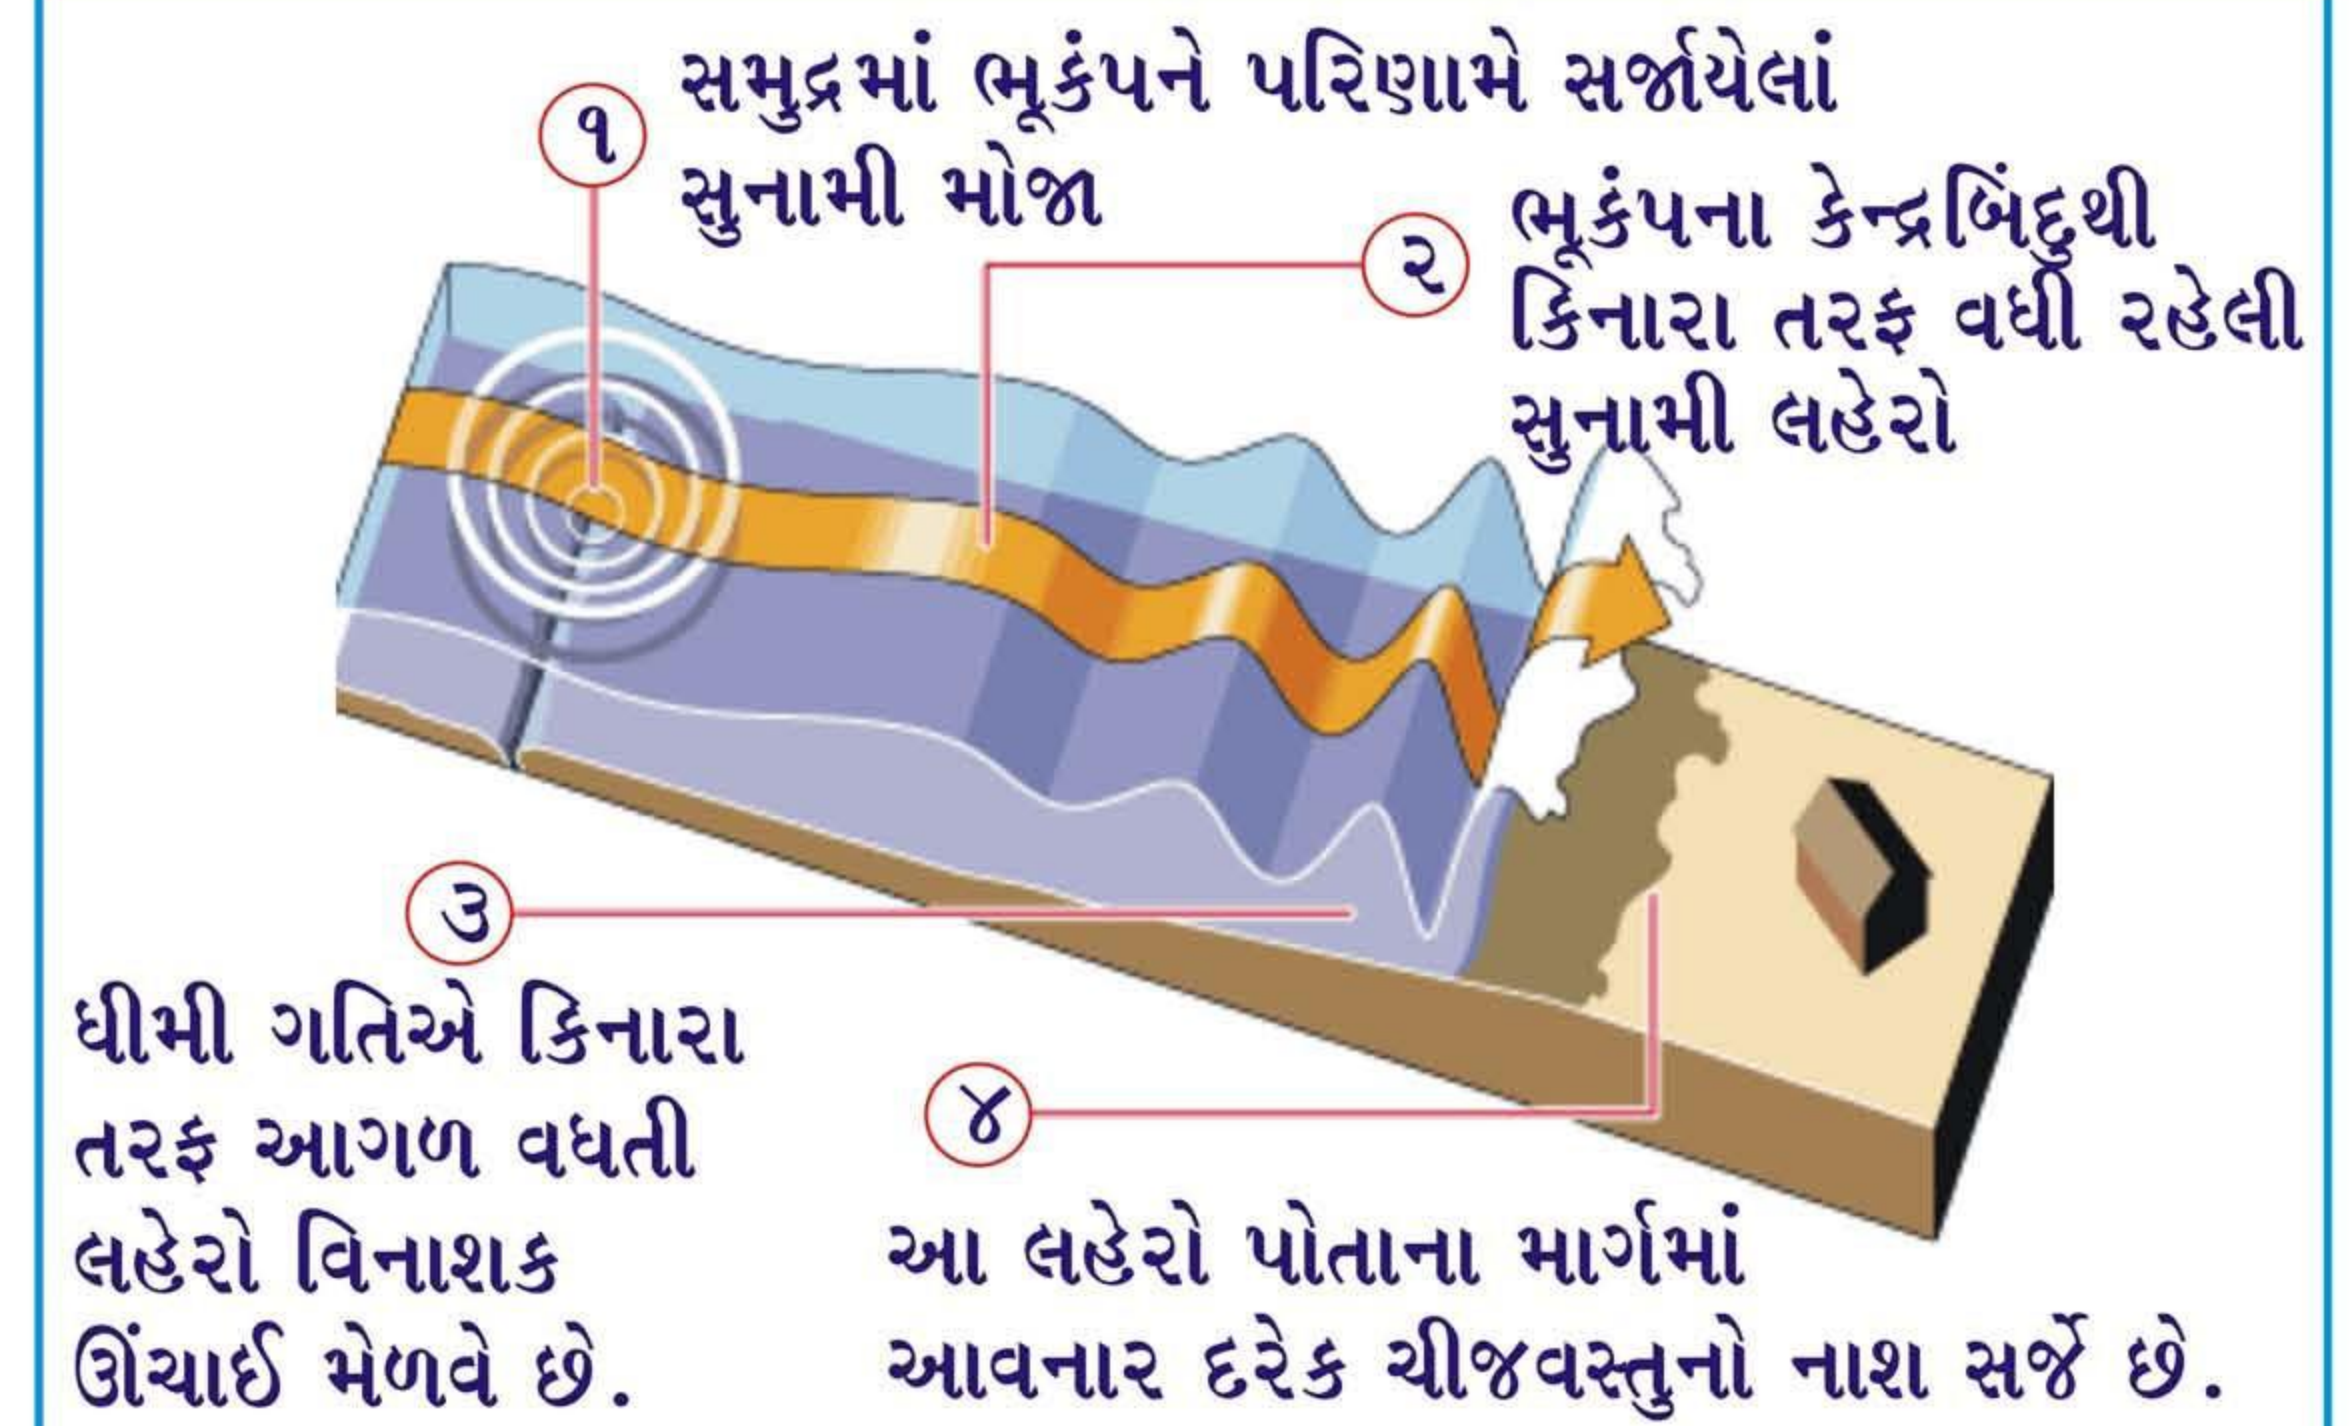 ૧
સમુદ્રમાં ભૂકંપને પરિણામે સર્જાયેલાં
સુનામી મોજા
૨
ભૂકંપના કેન્દ્રબિંદુથી
કિનારા તરફ વધી રહેલી
સુનામી લહેરો
૩
ધીમી ગતિએ કિનારા
તરફ આગળ વધતી
લહેરો વિનાશક
ઊંચાઈ મેળવે છે.
૪
આ લહેરો પોતાના માર્ગમાં
આવનાર દરેક ચીજવસ્તુનો નાશ સર્જે છે.